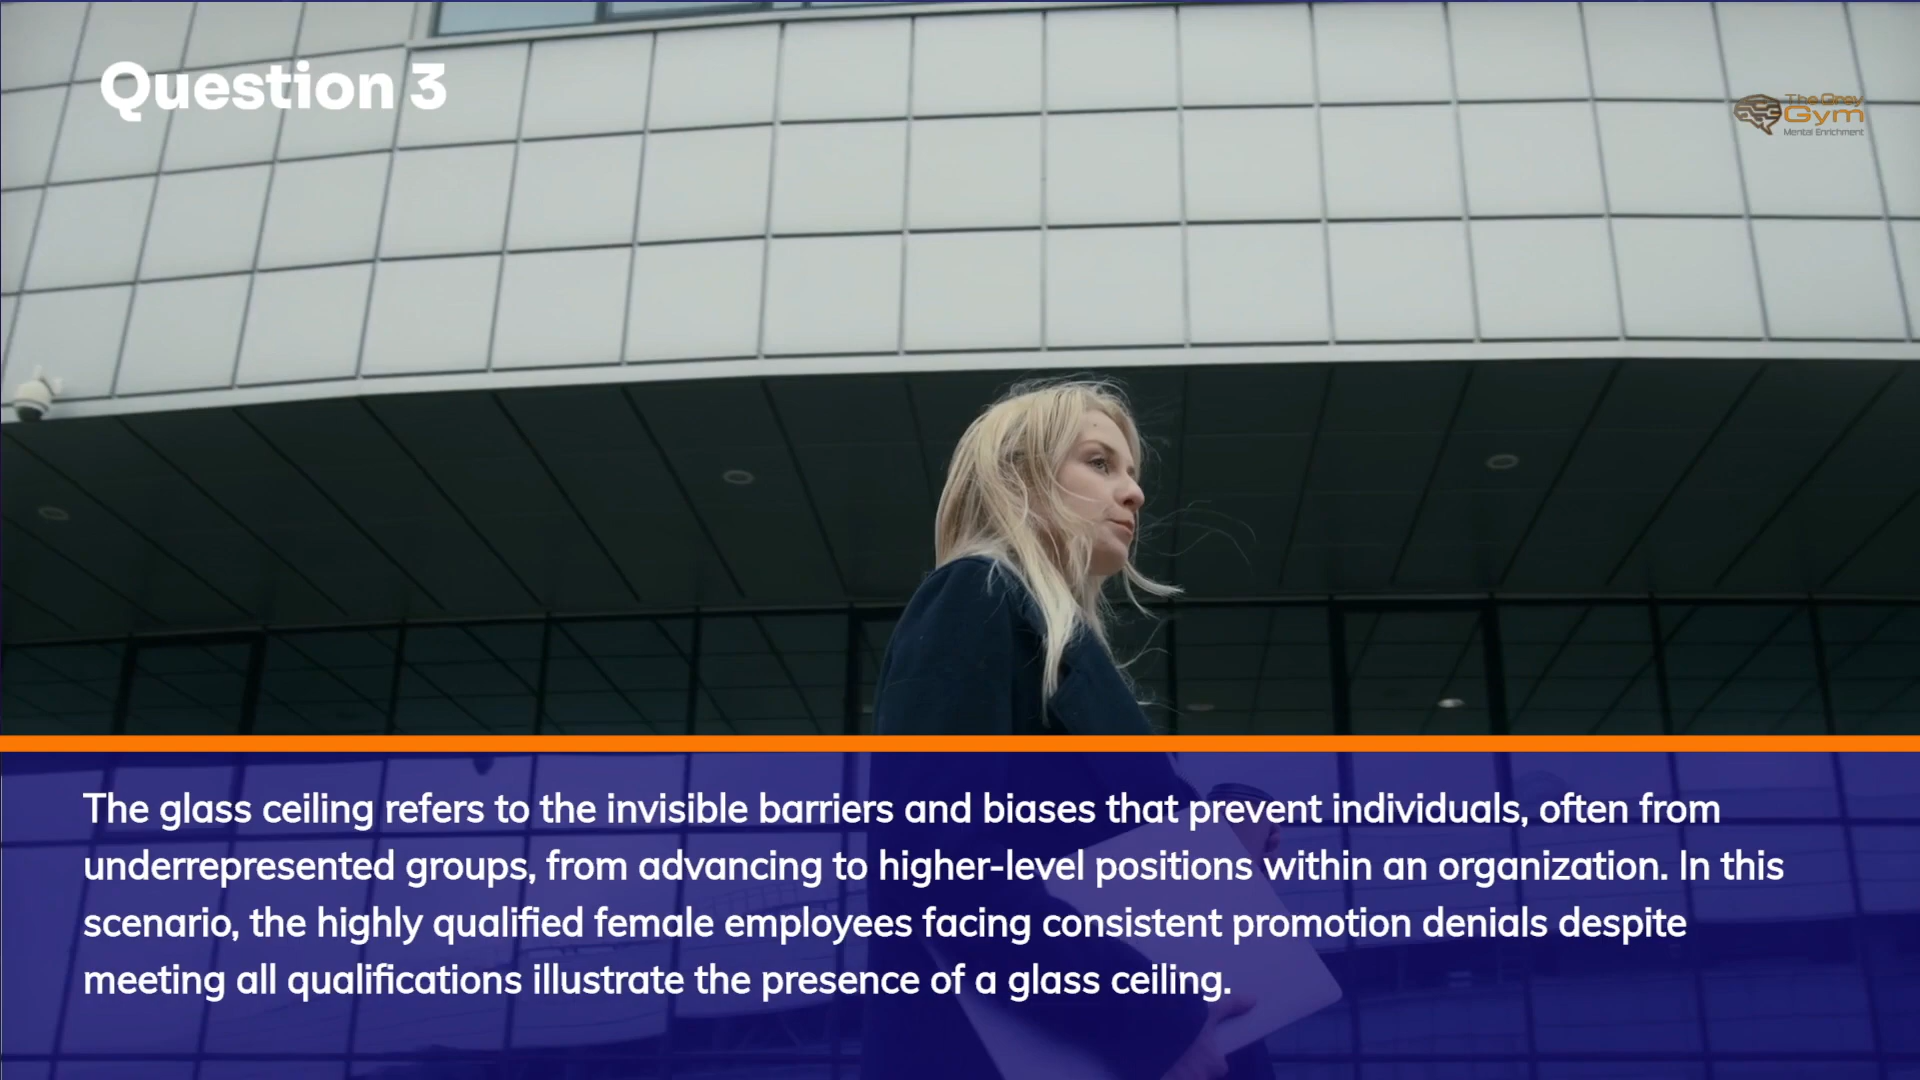 Question 3
The Grey
Gym
Mental Enrichment
The glass ceiling refers to the invisible barriers and biases that prevent individuals, often from
underrepresented groups, from advancing to higher-level positions within an organization. In this
scenario, the highly qualified female employees facing consistent promotion denials despite
meeting all qualifications illustrate the presence of a glass ceiling.